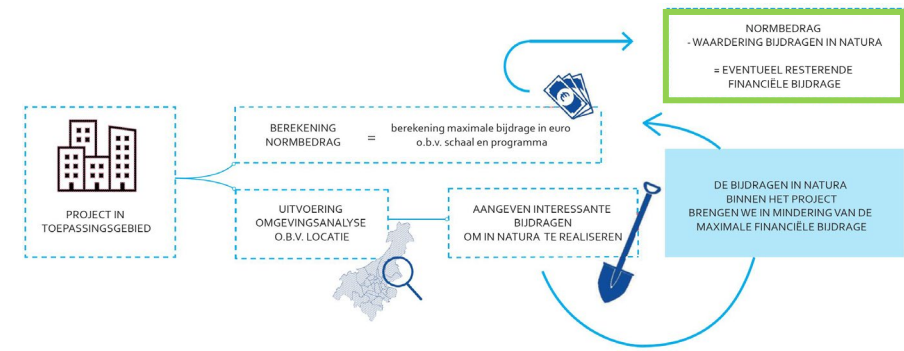 PROJECT IN
TOEPASSINGSGEBIED
BEREKENING
NORMBEDRAG
=
berekening maximale bijdrage in euro
o.b.v. schaal en programma
UITVOERING
OMGEVINGSANALYSE
O.B.V. LOCATIE
AANGEVEN INTERESSANTE
BIJDRAGEN
OM IN NATURA TE REALISEREN
DE BIJDRAGEN IN NATURA
BINNEN HET PROJECT
BRENGEN WE IN MINDERING VAN DE
MAXIMALE FINANCIËLE BIJDRAGE
NORMBEDRAG
- WAARDERING BIJDRAGEN IN NATURA
= EVENTUEEL RESTERENDE
FINANCIËLE BIJDRAGE
€